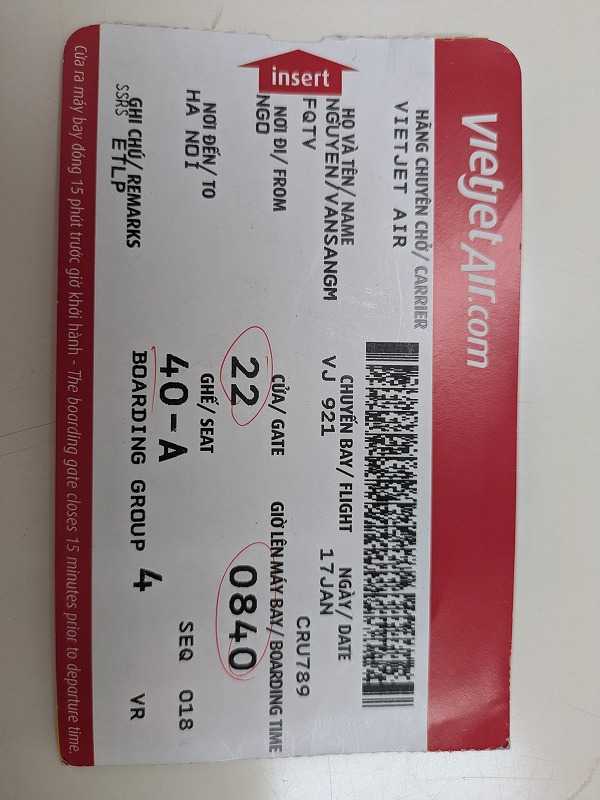 Vietjet Air.com
HÃNG CHUYÊN CHỞ/ CARRIER
VIETJET AIR
insert
HỌ VÀ TÊN/ NAME
NGUYEN/VANSANGM
FQTV
CHUYẾN BAY/ FLIGHT
VJ 921
NGÀY/ DATE
17JAN
CRU789
NƠI ĐI/ FROM
NGO
CỬA/ GATE
22
GIỜ LÊN MÁY BAY/ BOARDING TIME
0840
NƠI ĐẾN/ TO
HA NOI
GHẾ/ SEAT
40-A
SEQ 018
GHI CHÚ/ REMARKS
SSRS ETLP
BOARDING GROUP 4
VR
Cửa ra máy bay đóng 15 phút trước giờ khởi hành - The boarding gate closes 15 minutes prior to departure time.